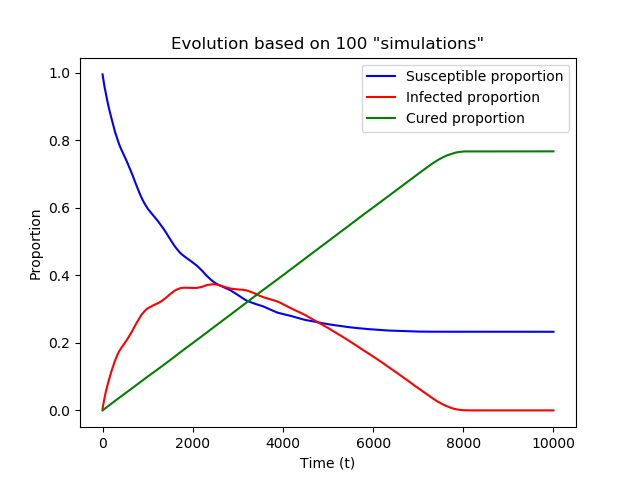 Evolution based on 100 "simulations"
Susceptible proportion
Infected proportion
Cured proportion
Proportion
1.0
0.8
0.6
0.4
0.2
0.0
0
2000
4000
6000
8000
10000
Time (t)